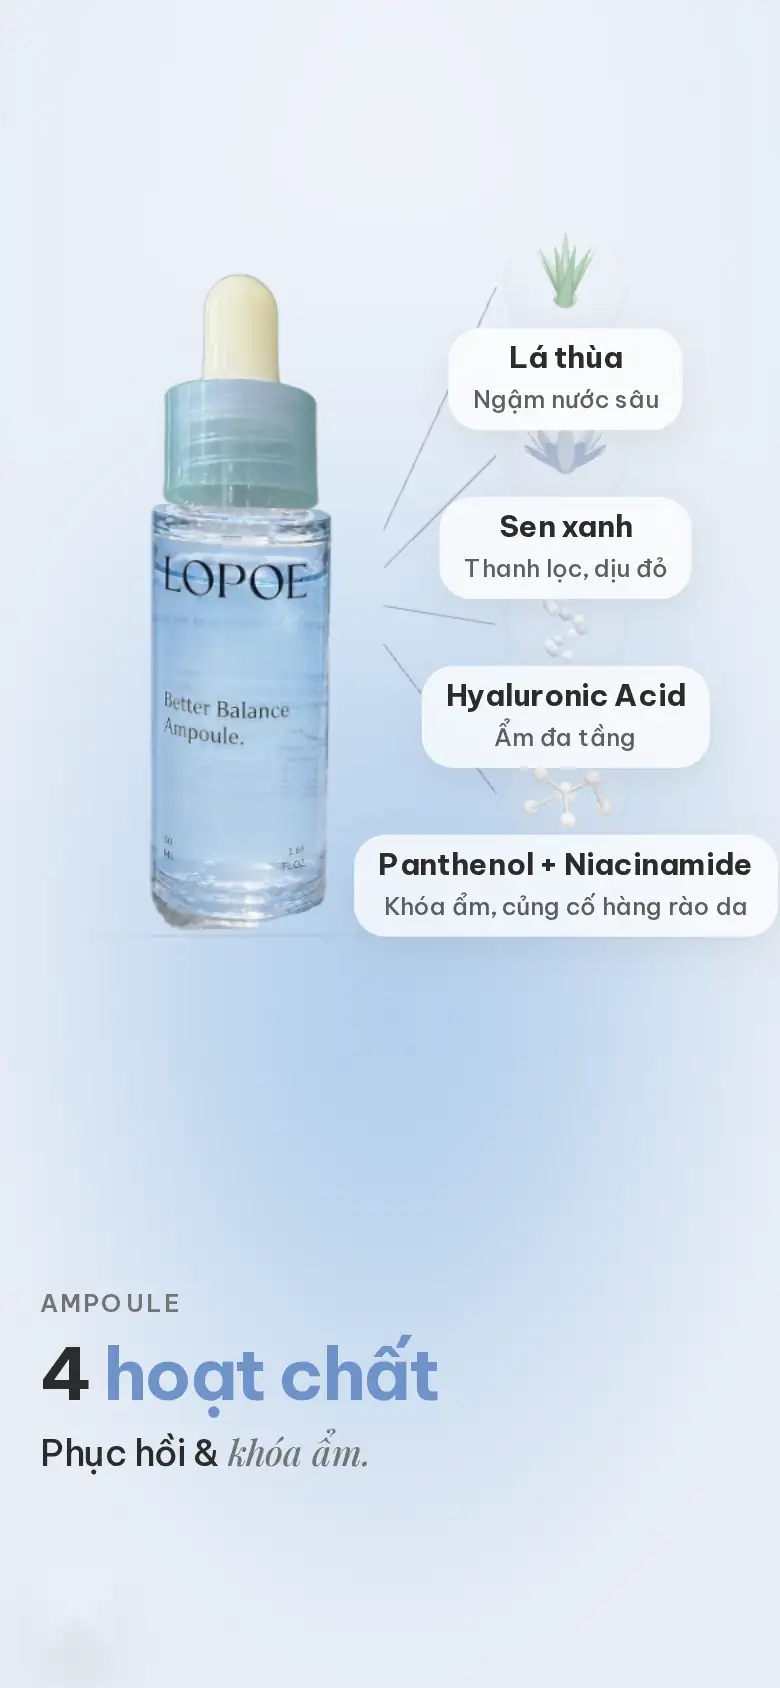 Lá thùa
Ngậm nước sâu
Sen xanh
Thanh lọc, dịu đỏ
LOPOE
Hyaluronic Acid
Ẩm đa tầng
Better Balance
Ampoule.
Panthenol + Niacinamide
Khóa ẩm, củng cố hàng rào da
AMPOULE
4 hoạt chất
Phục hồi & khóa ẩm.